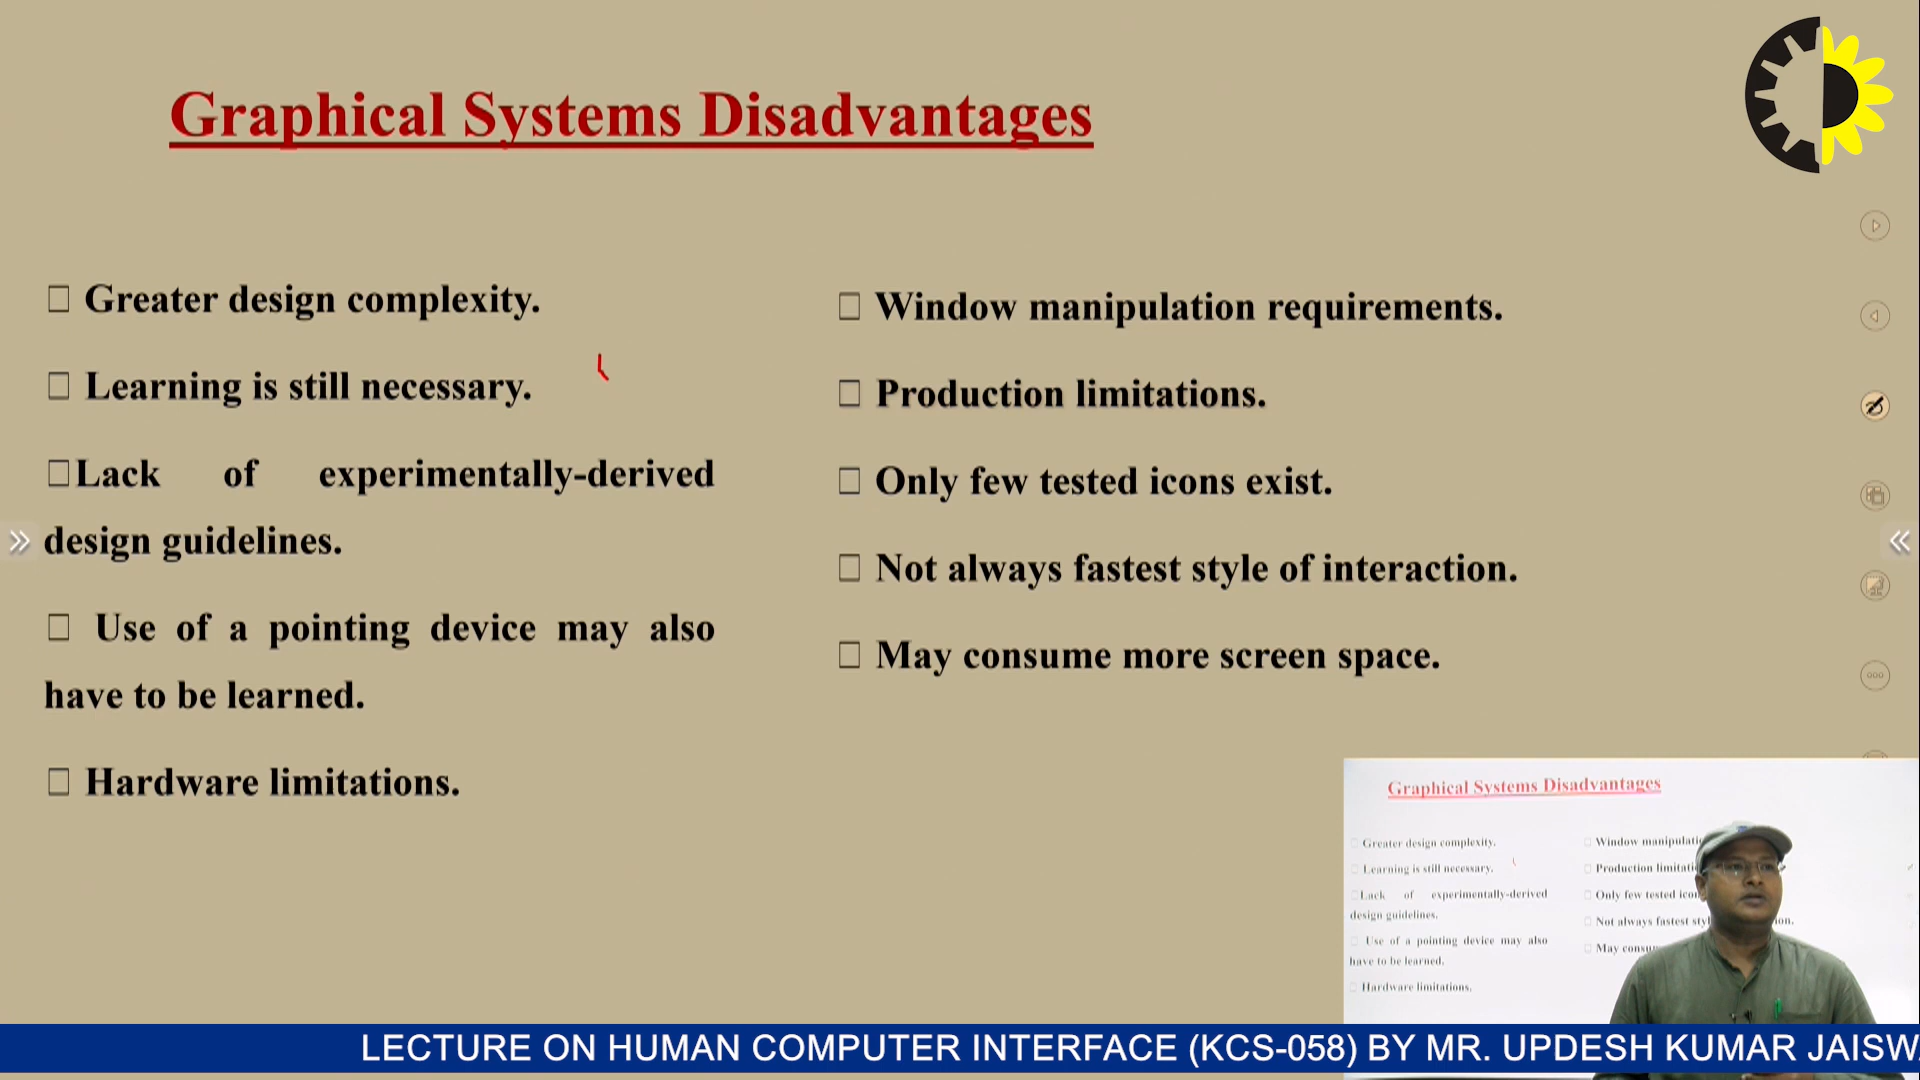 Graphical Systems Disadvantages
Greater design complexity.
Learning is still necessary.
Lack of experimentally-derived
design guidelines.
Use of a pointing device may also
have to be learned.
Hardware limitations.
Window manipulation requirements.
Production limitations.
Only few tested icons exist.
Not always fastest style of interaction.
May consume more screen space.
Graphical Systems Disadvantages
Greater design complexity.
Learning is still necessary.
Lack of experimentally-derived
design guidelines.
Use of a pointing device may also
have to be learned.
Hardware limitations.
Window
Production
Only few tested
Not always fastest
May
LECTURE ON HUMAN COMPUTER INTERFACE (KCS-058) BY MR. UPDESH KUMAR JAISW